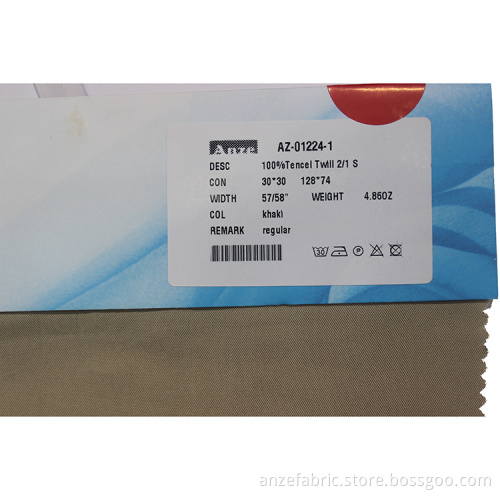 Anze AZ-01224-1
DESC 100%Tencel Twill 2/1 S
CON 30*30 128*74
WIDTH 57/58" WEIGHT 4.86OZ
COL khaki
REMARK regular
30 P
anzefabric.store.bossgoo.com